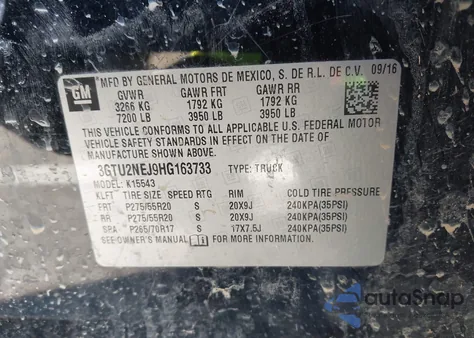 MFD BY GENERAL MOTORS DE MEXICO, S. DE R.L. DE C.V. 09/16
GM
GVWR GAWR FRT GAWR RR
3266 KG 1792 KG 1792 KG
7200 LB 3950 LB 3950 LB
THIS VEHICLE CONFORMS TO ALL APPLICABLE U.S. FEDERAL MOTOR
VEHICLE SAFETY STANDARDS IN EFFECT ON THE DATE OF
MANUFACTURE SHOWN ABOVE.
3GTU2NEJ9HG163733 TYPE: TRUCK
MODEL: K15543
TIRE SIZE SPEED RTG RIM COLD TIRE PRESSURE
FT P275/55R20 S 20X9J 240KPA(35PSI)
RR P275/55R20 S 20X9J 240KPA(35PSI)
SPA P265/70R17 S 17X7.5J 240KPA(35PSI)
SEE OWNER'S MANUAL FOR ADDITIONAL INFORMATION.
autoSnap